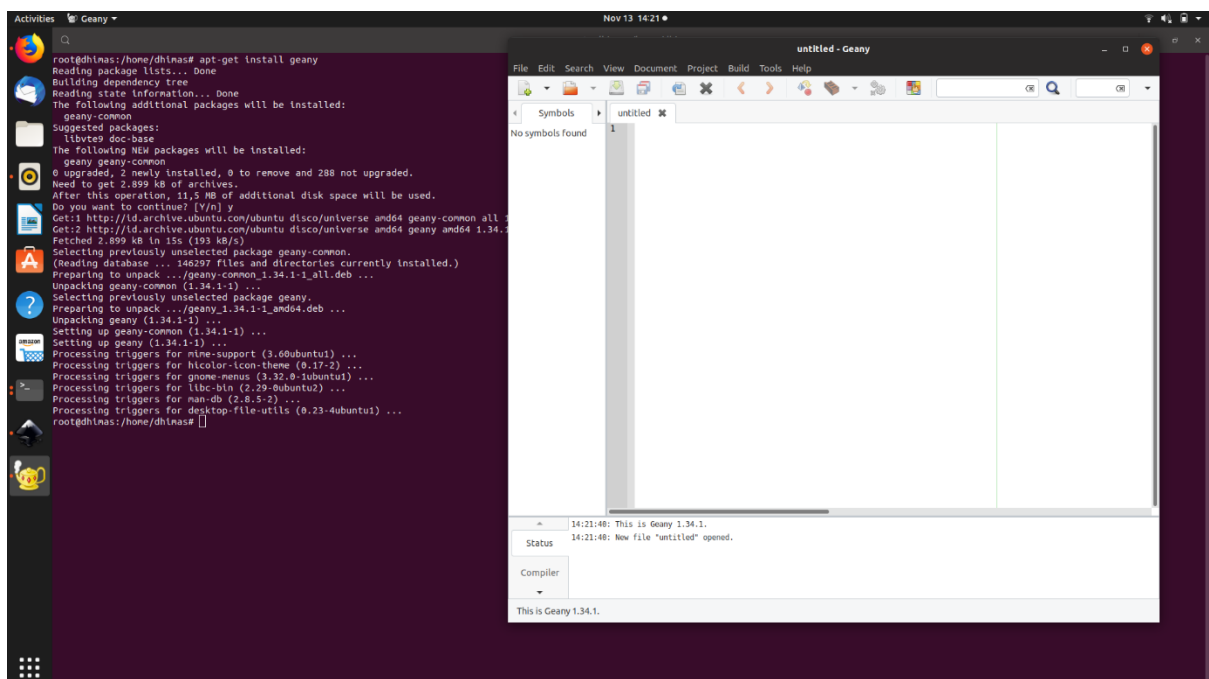 Activities Geany Nov 13 14:21
root@dhimas:/home/dhimas# apt-get install geany
Reading package lists... Done
Building dependency tree
Reading state information... Done
The following additional packages will be installed:
geany-common
Suggested packages:
libvte9 doc-base
The following NEW packages will be installed:
geany geany-common
0 upgraded, 2 newly installed, 0 to remove and 288 not upgraded.
Need to get 2.899 kB of archives.
After this operation, 11,5 MB of additional disk space will be used.
Do you want to continue? [Y/n] y
Get:1 http://id.archive.ubuntu.com/ubuntu disco/universe amd64 geany-common all 1
Get:2 http://id.archive.ubuntu.com/ubuntu disco/universe amd64 geany amd64 1.34.1
Fetched 2.899 kB in 15s (193 kB/s)
Selecting previously unselected package geany-common.
(Reading database ... 146297 files and directories currently installed.)
Preparing to unpack .../geany-common_1.34.1-1_all.deb ...
Unpacking geany-common (1.34.1-1) ...
Selecting previously unselected package geany.
Preparing to unpack .../geany_1.34.1-1_amd64.deb ...
Unpacking geany (1.34.1-1) ...
Setting up geany-common (1.34.1-1) ...
Setting up geany (1.34.1-1) ...
Processing triggers for mime-support (3.60ubuntu1) ...
Processing triggers for hicolor-icon-theme (0.17-2) ...
Processing triggers for gnome-menus (3.32.0-1ubuntu1) ...
Processing triggers for libc-bin (2.29-0ubuntu2) ...
Processing triggers for man-db (2.8.5-2) ...
Processing triggers for desktop-file-utils (0.23-4ubuntu1) ...
root@dhimas:/home/dhimas#
amazon
untitled - Geany
File Edit Search View Document Project Build Tools Help
Symbols untitled
No symbols found
1
14:21:40: This is Geany 1.34.1.
14:21:40: New file "untitled" opened.
Status
Compiler
This is Geany 1.34.1.